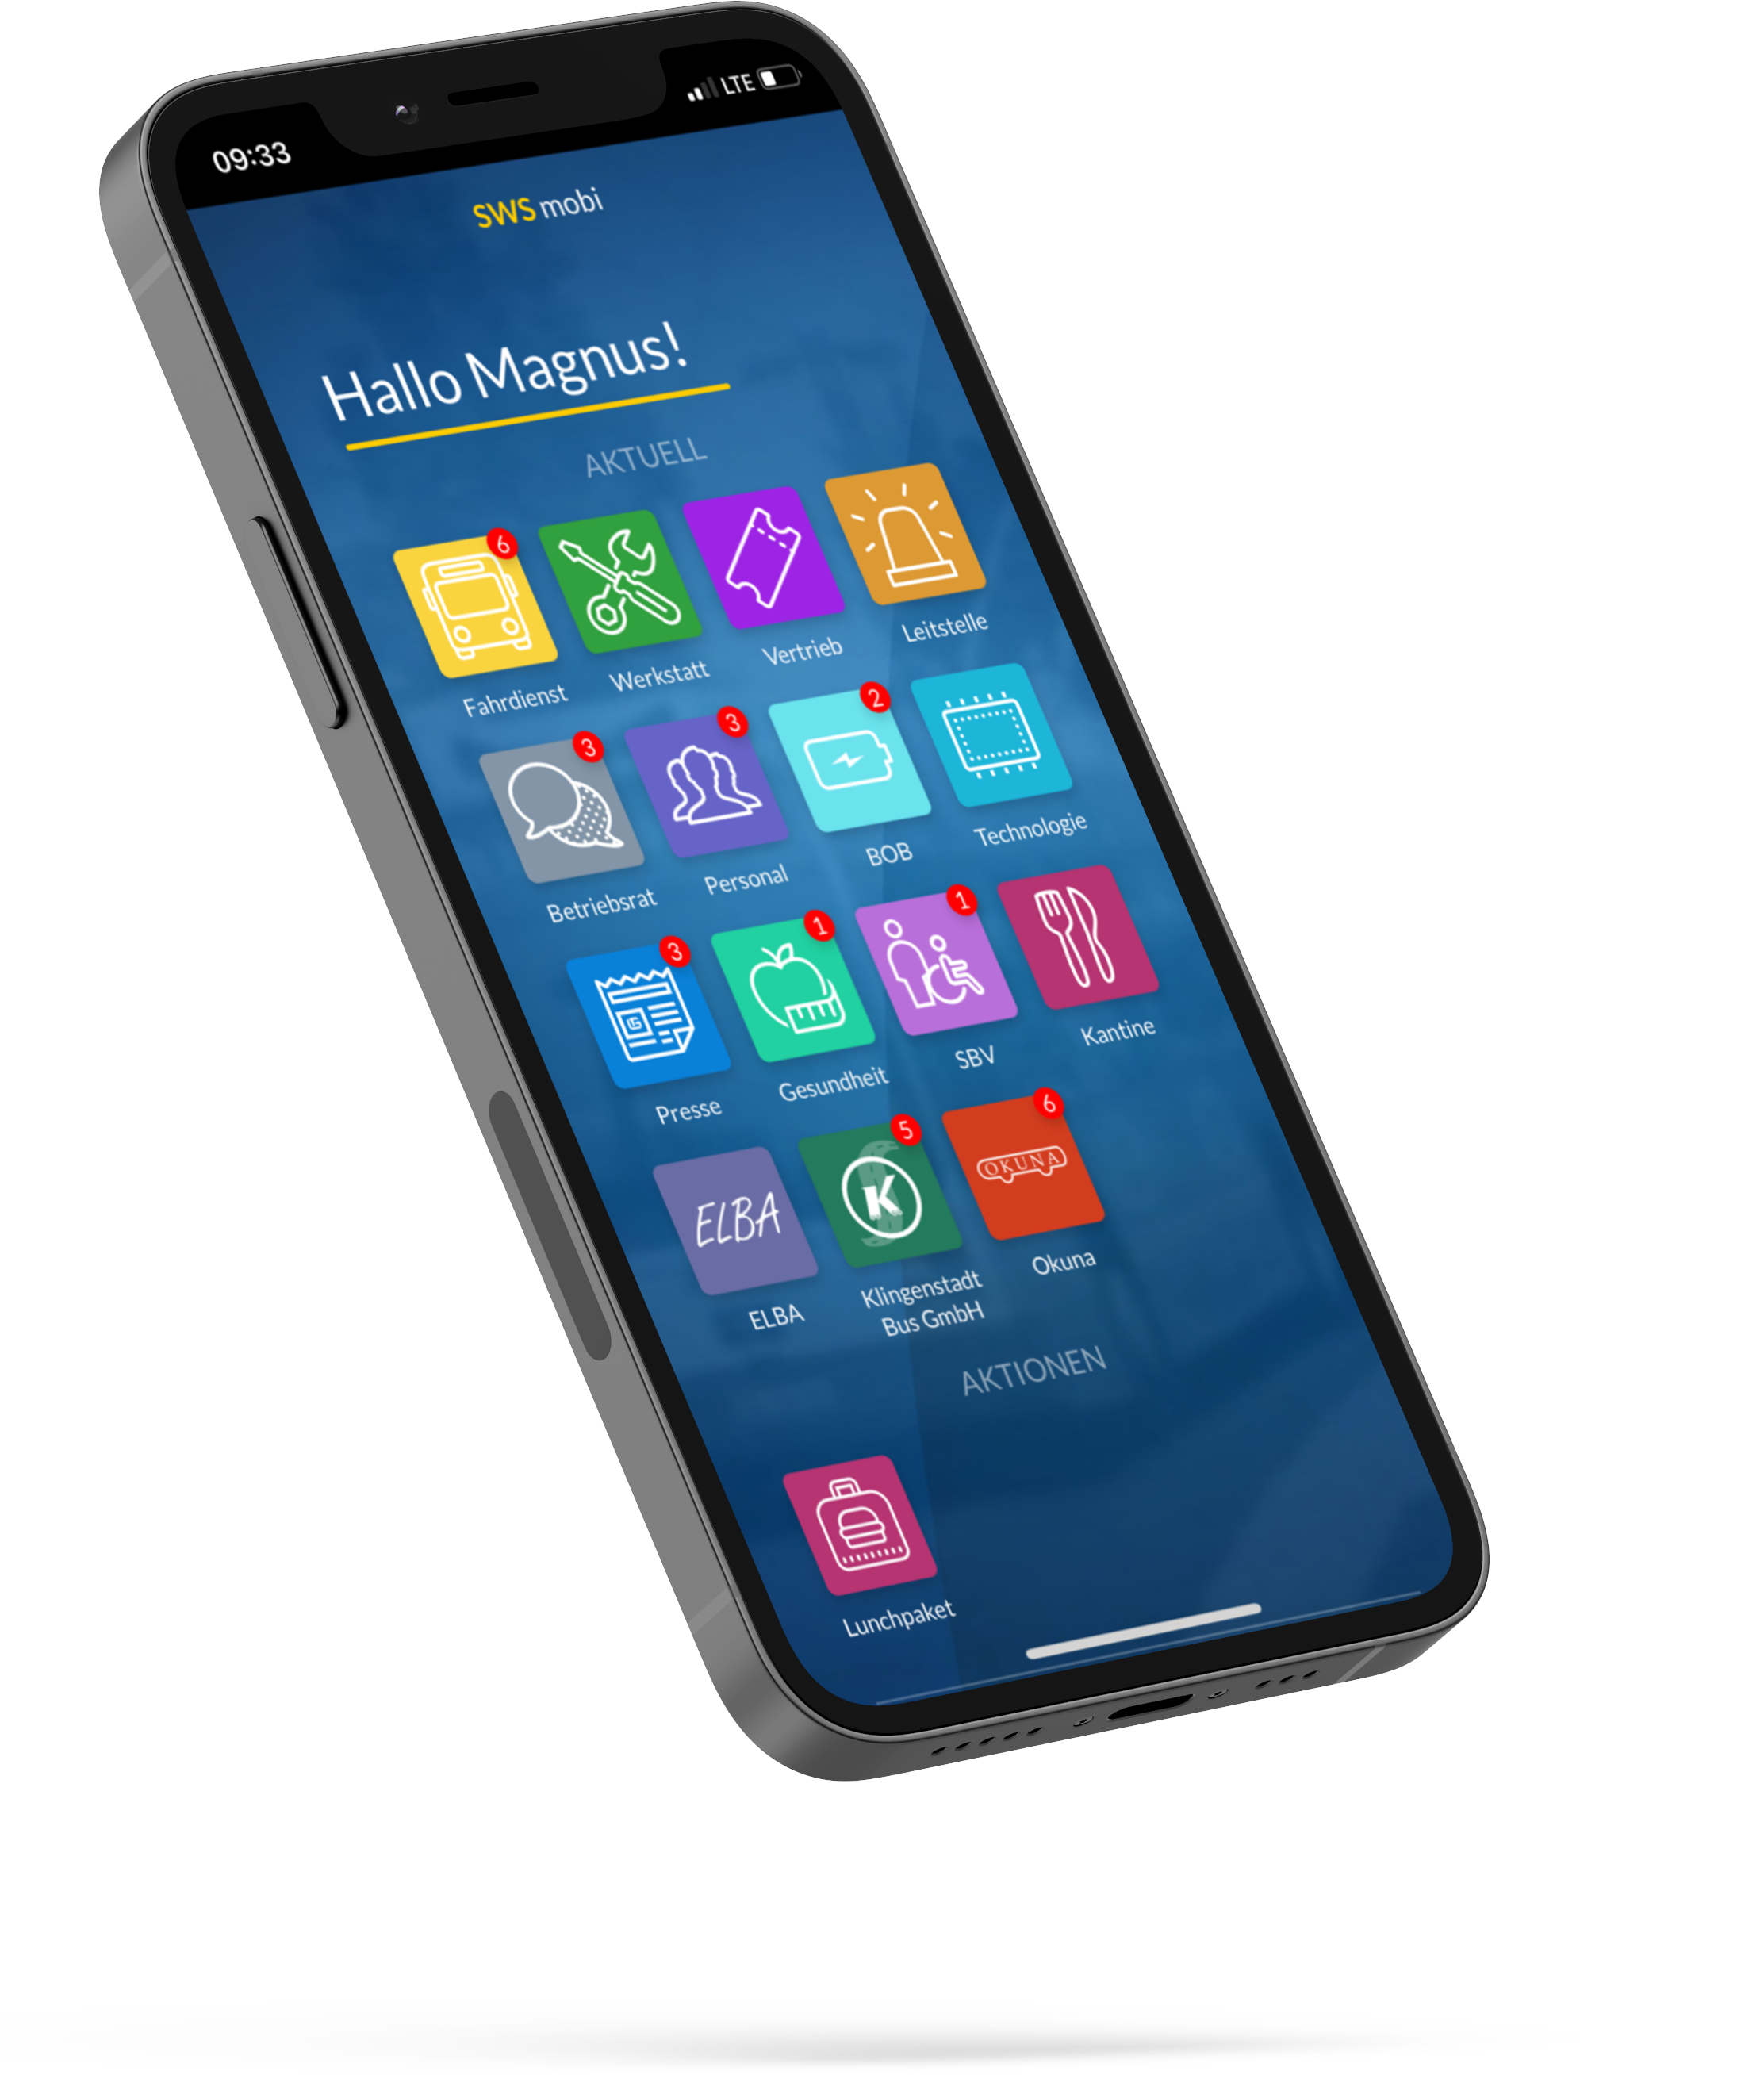 09:33
LTE
SWS mobi
Hallo Magnus!
AKTUELL
6
Fahrdienst
Werkstatt
Vertrieb
Leitstelle
3
Betriebsrat
3
Personal
2
BOB
Technologie
3
Presse
1
Gesundheit
1
SBV
Kantine
ELBA
ELBA
5
K
Klingenstadt
Bus GmbH
6
OKUNA
Okuna
AKTIONEN
Lunchpaket